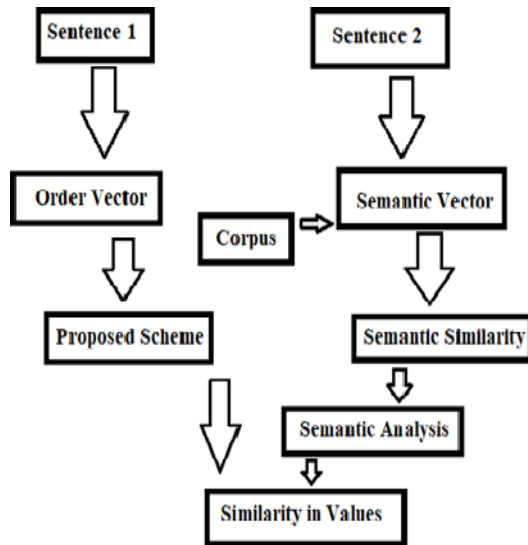 Sentence 1
Sentence 2
Order Vector
Semantic Vector
Corpus
Proposed Scheme
Semantic Similarity
Semantic Analysis
Similarity in Values